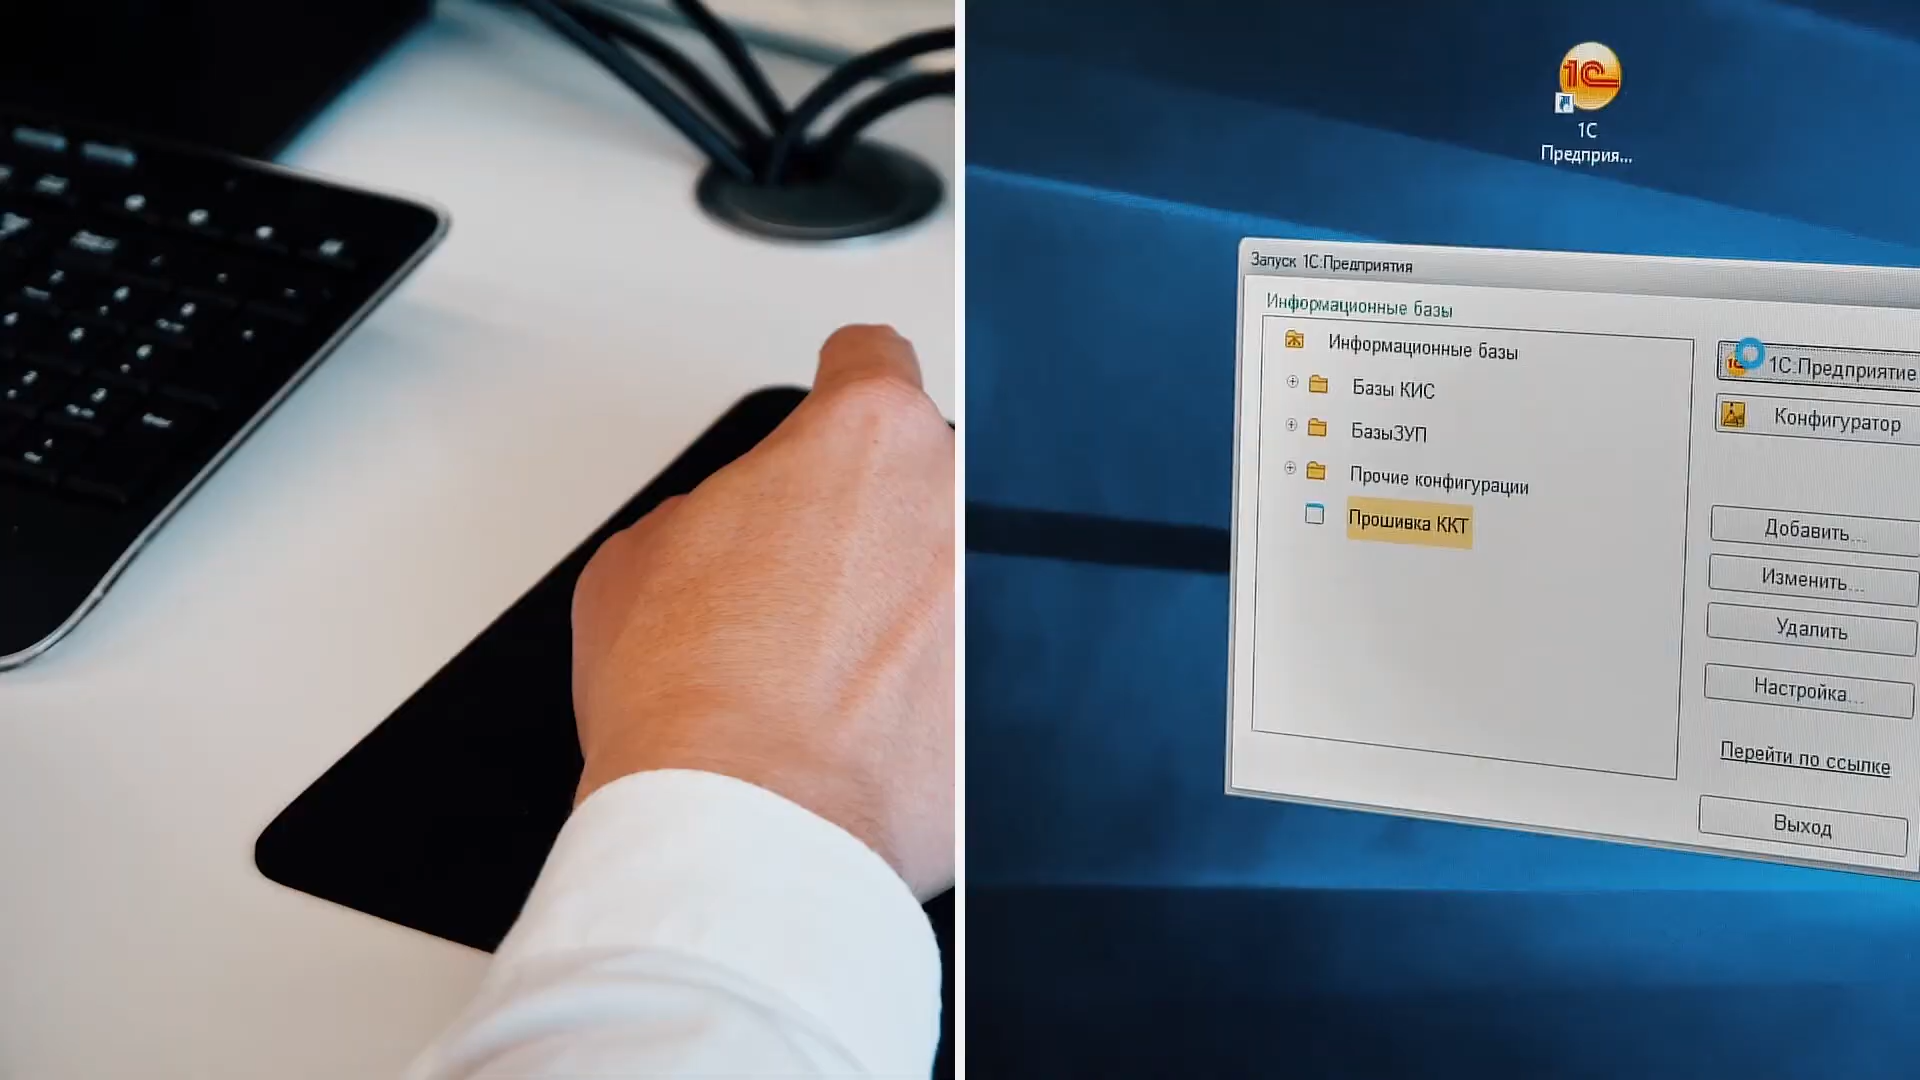 1С
1С
Предприя...
Запуск 1С:Предприятия
Информационные базы
Информационные базы
Базы КИС
БазыЗУП
Прочие конфигурации
Прошивка ККТ
1С:Предприятие
Конфигуратор
Добавить...
Изменить...
Удалить
Настройка...
Перейти по ссылке
Выход